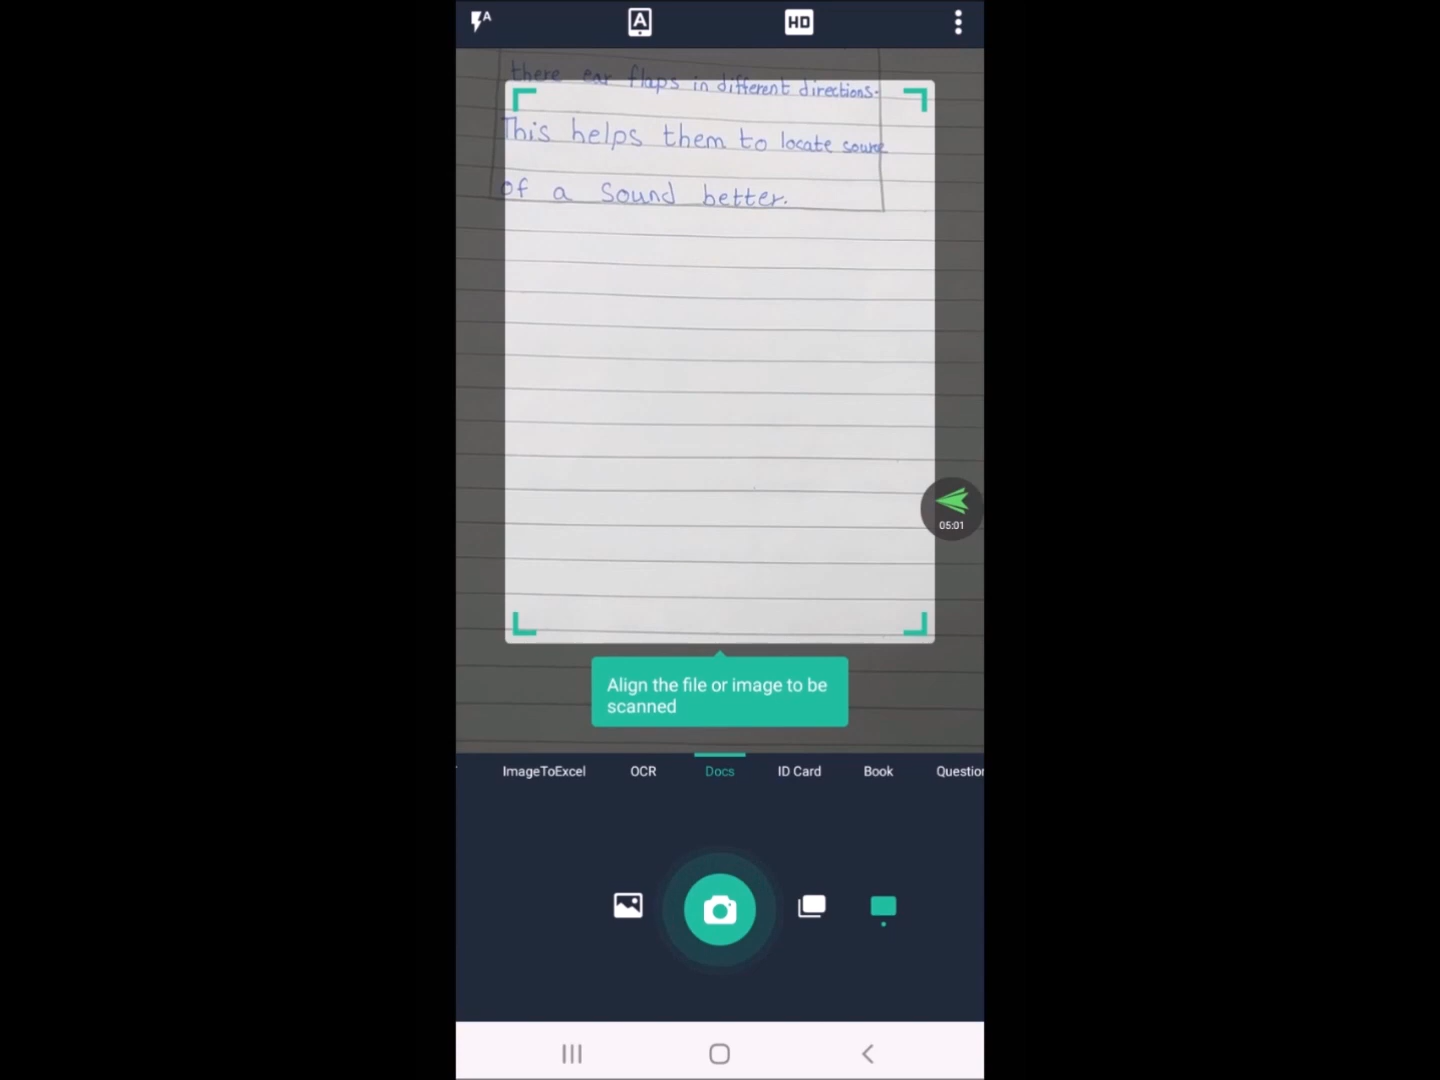 A
A
HD
there ear flaps in different directions.
This helps them to locate source
of a sound better.
05:01
Align the file or image to be
scanned
ImageToExcel OCR Docs ID Card Book Question